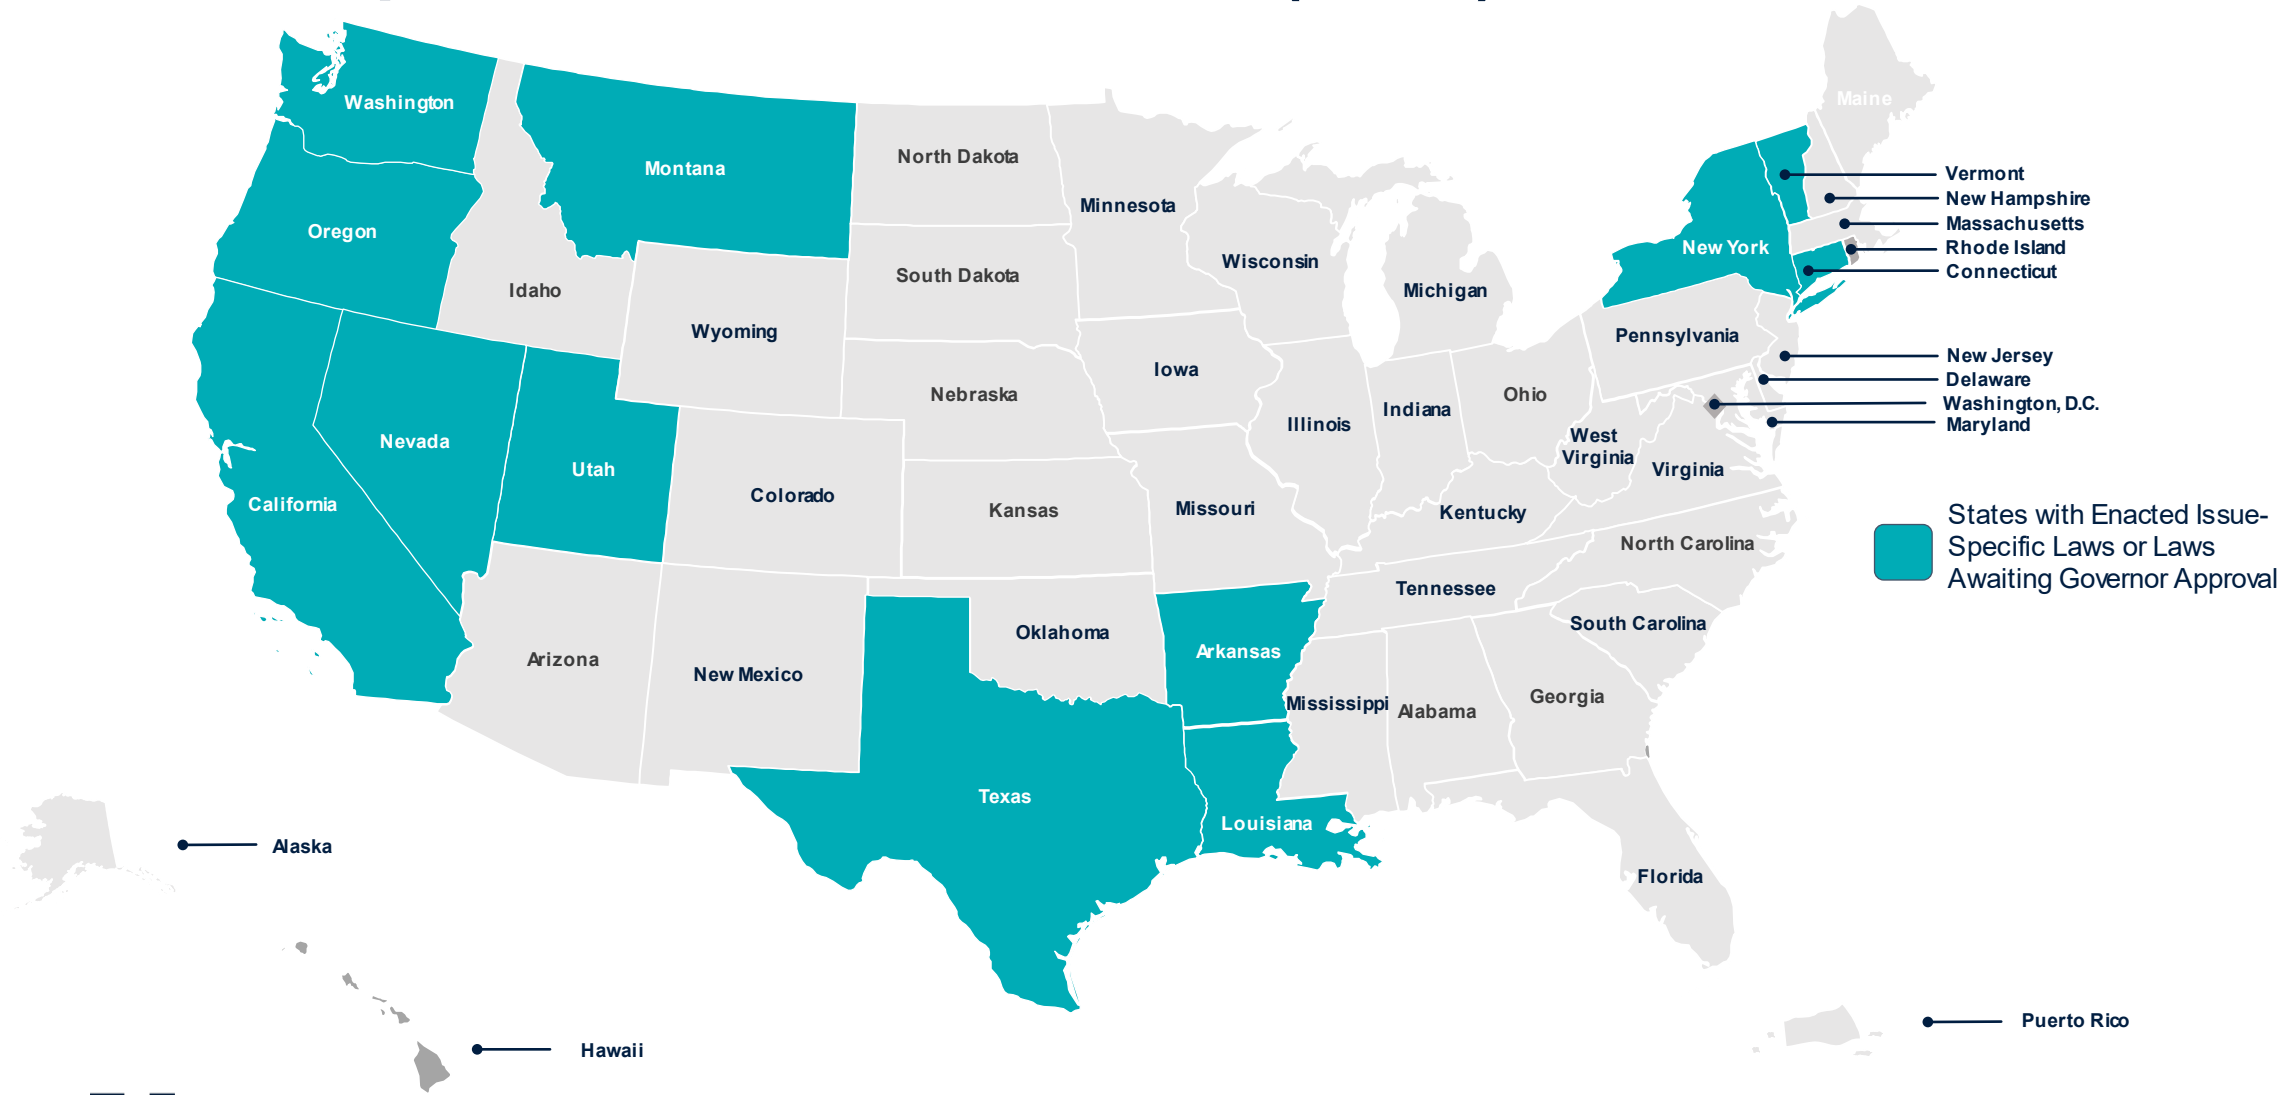 Washington
Maine
North Dakota
Montana
Vermont
New Hampshire
Minnesota
Massachusetts
Oregon
New York
Rhode Island
Wisconsin
Connecticut
South Dakota
Idaho
Michigan
Wyoming
Pennsylvania
New Jersey
Iowa
Delaware
Nebraska
Ohio
Washington, D.C.
Indiana
Illinois
Maryland
Nevada
West
Virginia
Utah
Virginia
Colorado
California
Missouri
Kansas
Kentucky
States with Enacted Issue-
Specific Laws or Laws
Awaiting Governor Approval
North Carolina
Tennessee
South Carolina
Oklahoma
Arkansas
Arizona
New Mexico
Georgia
Mississippi
Alabama
Texas
Louisiana
Alaska
Florida
Puerto Rico
Hawaii